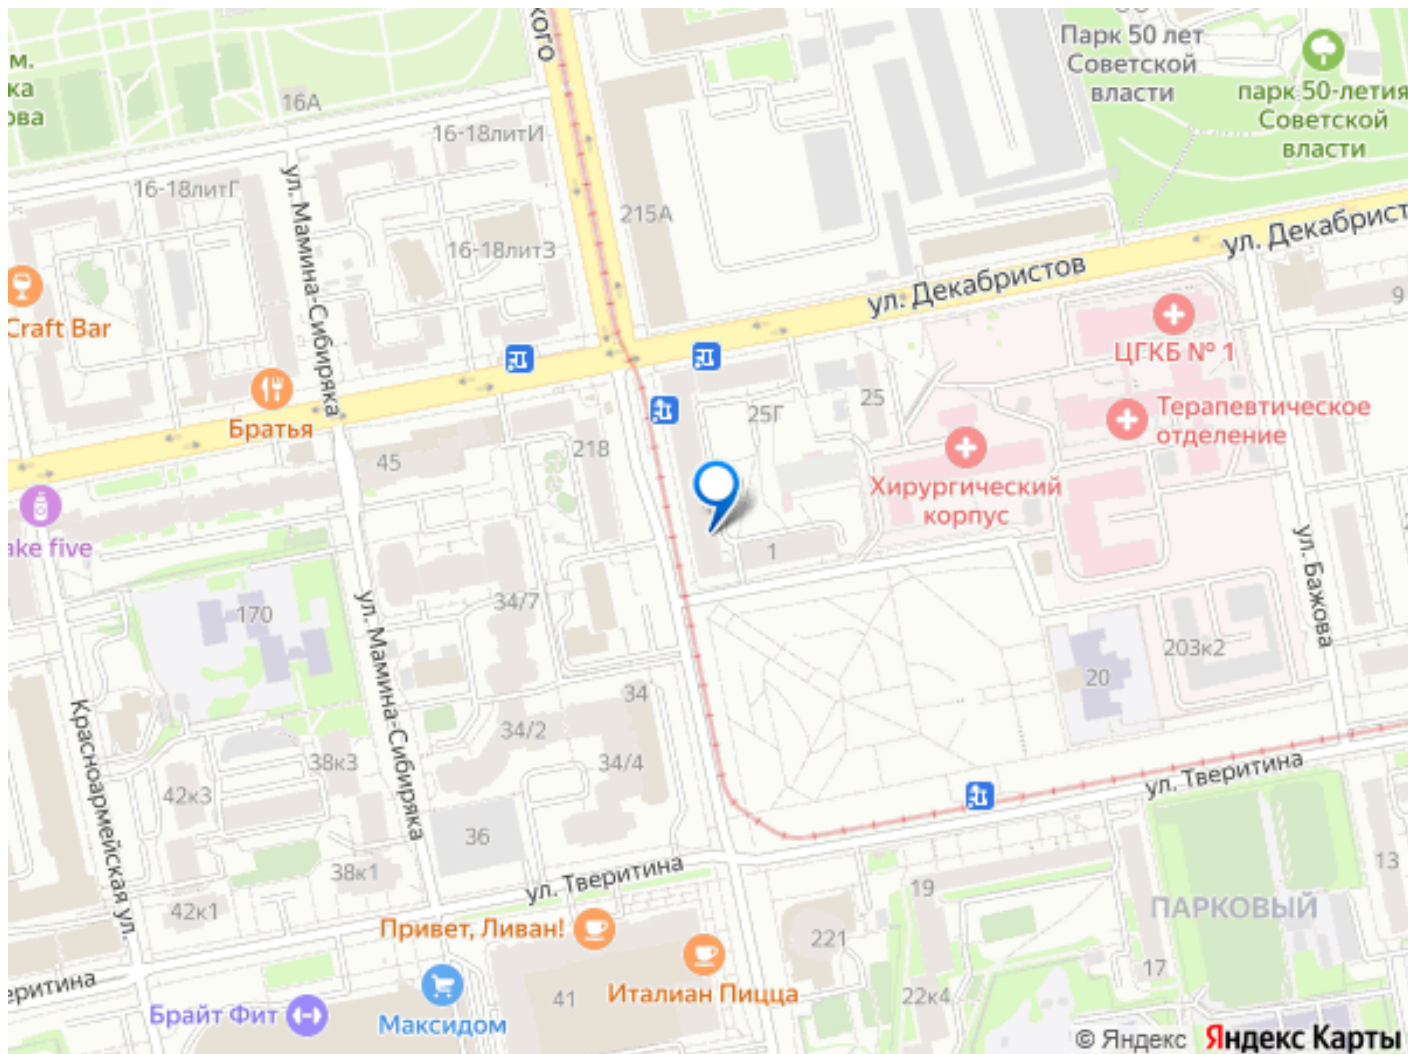 кого
м.
ка
ова
Парк 50 лет
Советской
власти
парк 50-летия
Советской
власти
16А
16-18литИ
16-18литГ
ул. Мамина-Сибиряка
215А
16-18литЗ
ул. Декабрист
ул. Декабристов
Craft Bar
9
ЦГКБ № 1
Братья
25Г
25
Терапевтическое
отделение
45
218
Хирургический
корпус
ake five
1
ул. Бажова
170
34/7
ул. Мамина-Сибиряка
203к2
20
34
Красноармейская ул.
34/2
38к3
34/4
42к3
ул. Тверитина
36
38к1
ул. Тверитина
13
19
42к1
ПАРКОВЫЙ
Привет, Ливан!
221
еритина
17
Италиан Пицца
41
22к4
Брайт Фит
Максидом
© Яндекс Яндекс Карты